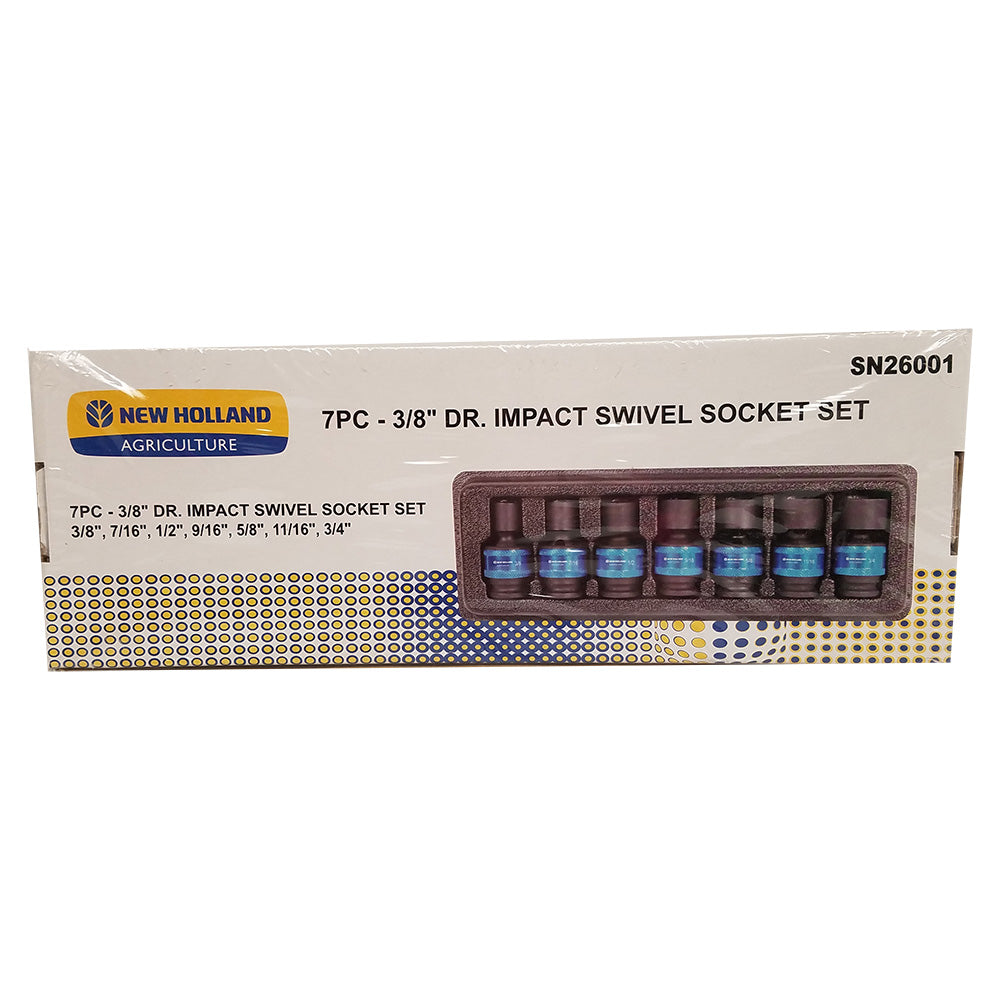 SN26001
NEW HOLLAND
AGRICULTURE
7PC - 3/8" DR. IMPACT SWIVEL SOCKET SET
7PC - 3/8" DR. IMPACT SWIVEL SOCKET SET
3/8", 7/16", 1/2", 9/16", 5/8", 11/16", 3/4"